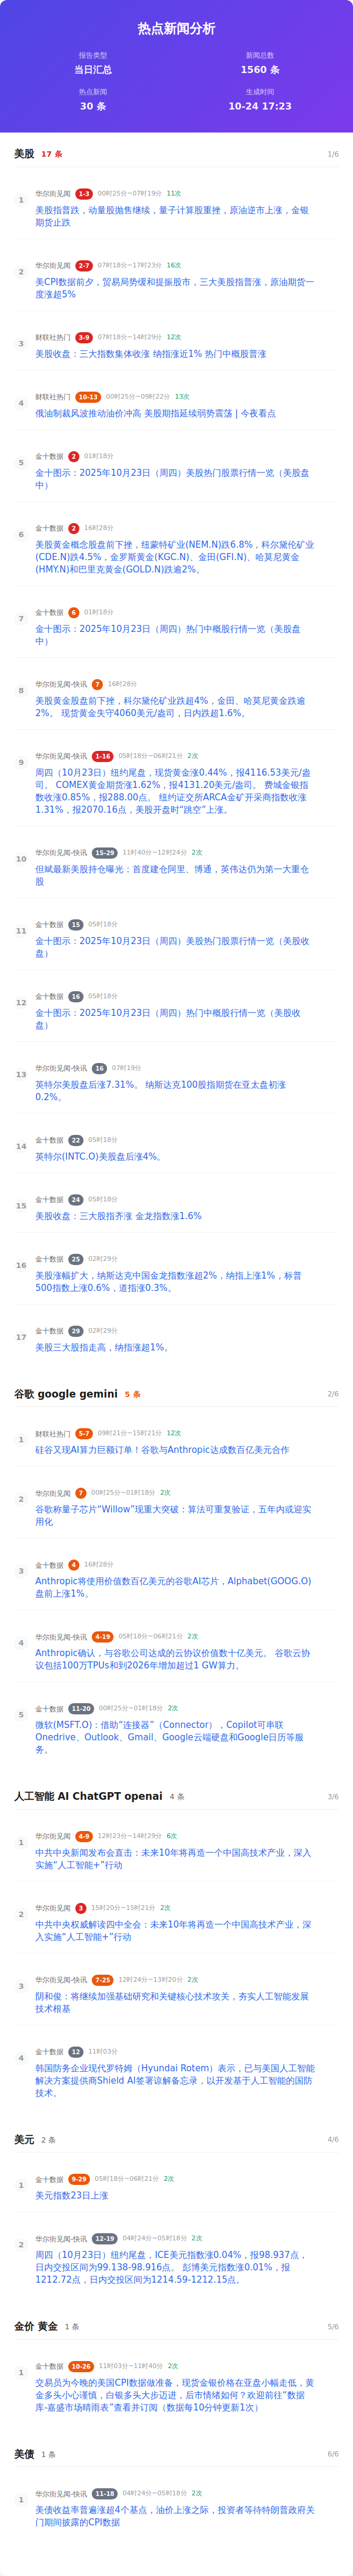 热点新闻分析
报告类型
当日汇总
新闻总数
1560 条
热点新闻
30 条
生成时间
10-24 17:23
美股 17 条 1/6
1
华尔街见闻 1-3 00时25分~07时19分 11次
美股指普跌，动量股抛售继续，量子计算股重挫，原油逆市上涨，金银
期货止跌
2
华尔街见闻 2-7 07时18分~17时23分 16次
美CPI数据前夕，贸易局势缓和提振股市，三大美股指普涨，原油期货一
度涨超5%
3
财联社热门 3-9 07时18分~14时29分 12次
美股收盘：三大指数集体收涨 纳指涨近1% 热门中概股普涨
4
财联社热门 10-13 00时25分~09时22分 13次
俄油制裁风波推动油价冲高 美股期指延续弱势震荡 | 今夜看点
5
金十数据 2 01时18分
金十图示：2025年10月23日（周四）美股热门股票行情一览（美股盘
中）
6
金十数据 2 16时28分
美股黄金概念股盘前下挫，纽蒙特矿业(NEM.N)跌6.8%，科尔黛伦矿业
(CDE.N)跌4.5%，金罗斯黄金(KGC.N)、金田(GFI.N)、哈莫尼黄金
(HMY.N)和巴里克黄金(GOLD.N)跌逾2%。
7
金十数据 6 01时18分
金十图示：2025年10月23日（周四）热门中概股行情一览（美股盘
中）
8
华尔街见闻-快讯 7 16时28分
美股黄金股盘前下挫，科尔黛伦矿业跌超4%，金田、哈莫尼黄金跌逾
2%。 现货黄金失守4060美元/盎司，日内跌超1.6%。
9
华尔街见闻-快讯 1-16 05时18分~06时21分 2次
周四（10月23日）纽约尾盘，现货黄金涨0.44%，报4116.53美元/盎
司。 COMEX黄金期货涨1.62%，报4131.20美元/盎司。 费城金银指
数收涨0.85%，报288.00点。 纽约证交所ARCA金矿开采商指数收涨
1.31%，报2070.16点，美股开盘时“跳空”上涨。
10
华尔街见闻-快讯 15-29 11时40分~12时24分 2次
但斌最新美股持仓曝光：首度建仓阿里、博通，英伟达仍为第一大重仓
股
11
金十数据 15 05时18分
金十图示：2025年10月23日（周四）美股热门股票行情一览（美股收
盘）
12
金十数据 16 05时18分
金十图示：2025年10月23日（周四）热门中概股行情一览（美股收
盘）
13
华尔街见闻-快讯 16 07时19分
英特尔美股盘后涨7.31%。 纳斯达克100股指期货在亚太盘初涨
0.2%。
14
金十数据 22 05时18分
英特尔(INTC.O)美股盘后涨4%。
15
金十数据 24 05时18分
美股收盘：三大股指齐涨 金龙指数涨1.6%
16
金十数据 25 02时29分
美股涨幅扩大，纳斯达克中国金龙指数涨超2%，纳指上涨1%，标普
500指数上涨0.6%，道指涨0.3%。
17
金十数据 29 02时29分
美股三大股指走高，纳指涨超1%。
谷歌 google gemini 5 条 2/6
1
财联社热门 5-7 09时21分~15时21分 12次
硅谷又现AI算力巨额订单！谷歌与Anthropic达成数百亿美元合作
2
华尔街见闻 7 00时25分~01时18分 2次
谷歌称量子芯片“Willow”现重大突破：算法可重复验证，五年内或迎实
用化
3
金十数据 4 16时28分
Anthropic将使用价值数百亿美元的谷歌AI芯片，Alphabet(GOOG.O)
盘前上涨1%。
4
华尔街见闻-快讯 4-19 05时18分~06时21分 2次
Anthropic确认，与谷歌公司达成的云协议价值数十亿美元。 谷歌云协
议包括100万TPUs和到2026年增加超过1 GW算力。
5
金十数据 11-20 00时25分~01时19分 2次
微软(MSFT.O)：借助“连接器”（Connector），Copilot可串联
Onedrive、Outlook、Gmail、Google云端硬盘和Google日历等服
务。
人工智能 AI ChatGPT openai 4 条 3/6
1
华尔街见闻 4-9 12时23分~14时29分 6次
中共中央新闻发布会直击：未来10年将再造一个中国高技术产业，深入
实施“人工智能+”行动
2
华尔街见闻 3 15时20分~15时21分 2次
中共中央权威解读四中全会：未来10年将再造一个中国高技术产业，深
入实施“人工智能+”行动
3
华尔街见闻-快讯 7-25 12时24分~13时20分 2次
阴和俊：将继续加强基础研究和关键核心技术攻关，夯实人工智能发展
技术根基
4
金十数据 12 11时03分
韩国防务企业现代罗特姆（Hyundai Rotem）表示，已与美国人工智能
解决方案提供商Shield AI签署谅解备忘录，以开发基于人工智能的国防
技术。
美元 2 条 4/6
1
金十数据 9-29 05时18分~06时21分 2次
美元指数23日上涨
2
华尔街见闻-快讯 12-19 04时24分~05时18分 2次
周四（10月23日）纽约尾盘，ICE美元指数涨0.04%，报98.937点，
日内交投区间为99.138-98.916点。 彭博美元指数涨0.01%，报
1212.72点，日内交投区间为1214.59-1212.15点。
金价 黄金 1 条 5/6
1
金十数据 10-26 11时03分~11时40分 2次
交易员为今晚的美国CPI数据做准备，现货金银价格在亚盘小幅走低，黄
金多头小心谨慎，白银多头大步迈进，后市情绪如何？欢迎前往“数据
库-嘉盛市场晴雨表”查看并订阅（数据每10分钟更新1次）
美债 1 条 6/6
1
华尔街见闻-快讯 11-18 04时24分~05时18分 2次
美债收益率普遍涨超4个基点，油价上涨之际，投资者等待特朗普政府关
门期间披露的CPI数据